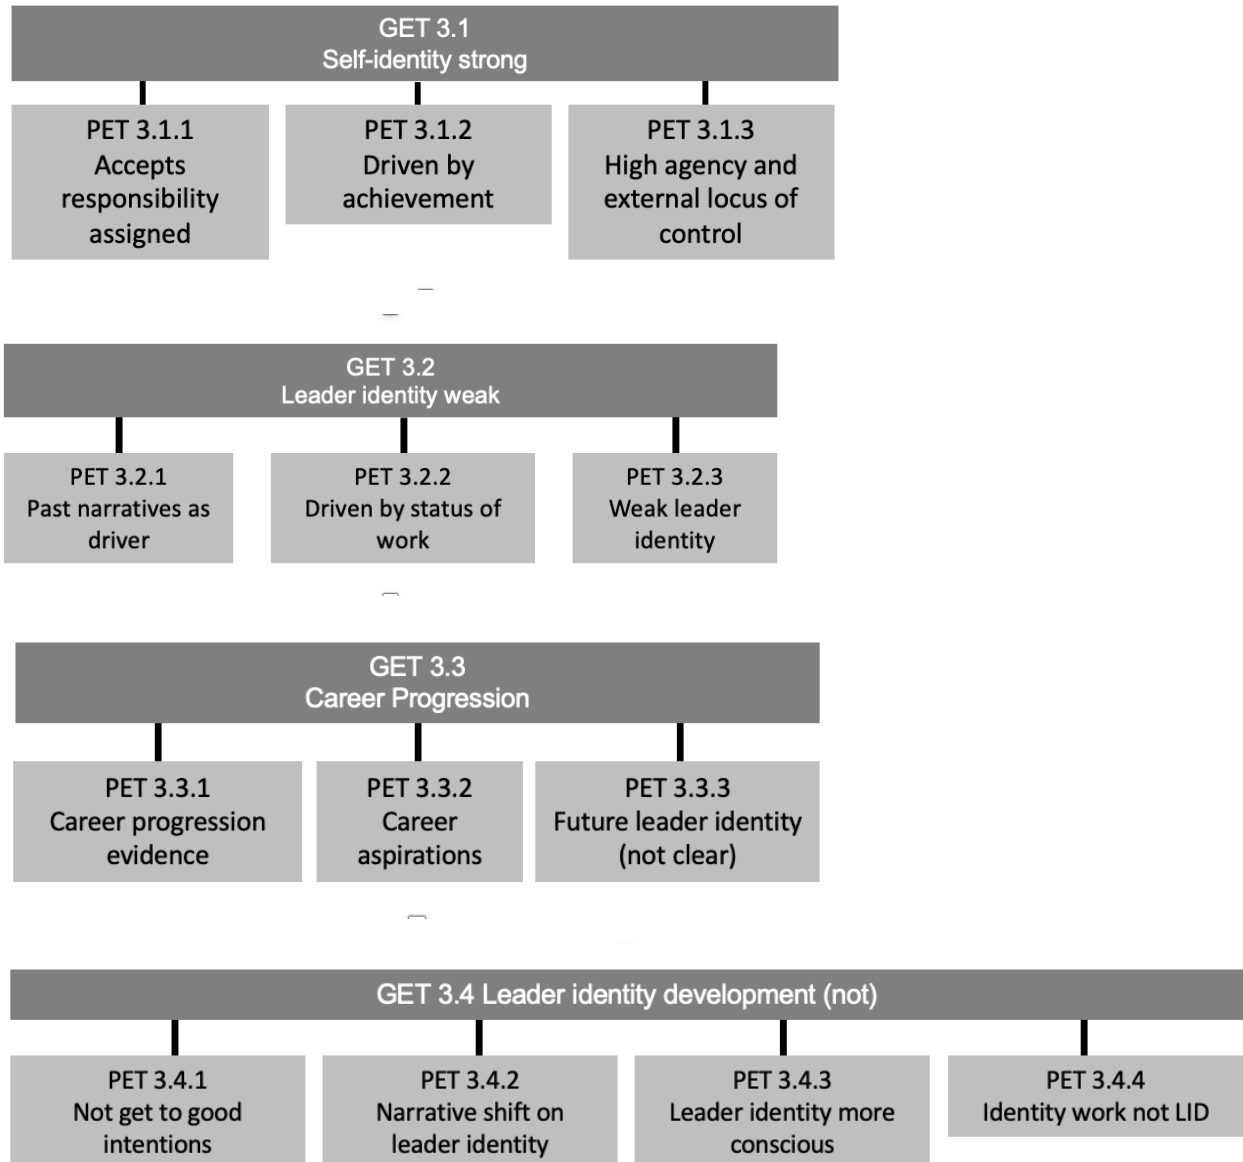 GET 3.1
Self-identity strong
PET 3.1.1
Accepts
responsibility
assigned
PET 3.1.2
Driven by
achievement
PET 3.1.3
High agency and
external locus of
control
GET 3.2
Leader identity weak
PET 3.2.1
Past narratives as
driver
PET 3.2.2
Driven by status of
work
PET 3.2.3
Weak leader
identity
GET 3.3
Career Progression
PET 3.3.1
Career progression
evidence
PET 3.3.2
Career
aspirations
PET 3.3.3
Future leader identity
(not clear)
GET 3.4 Leader identity development (not)
PET 3.4.1
Not get to good
intentions
PET 3.4.2
Narrative shift on
leader identity
PET 3.4.3
Leader identity more
conscious
PET 3.4.4
Identity work not LID